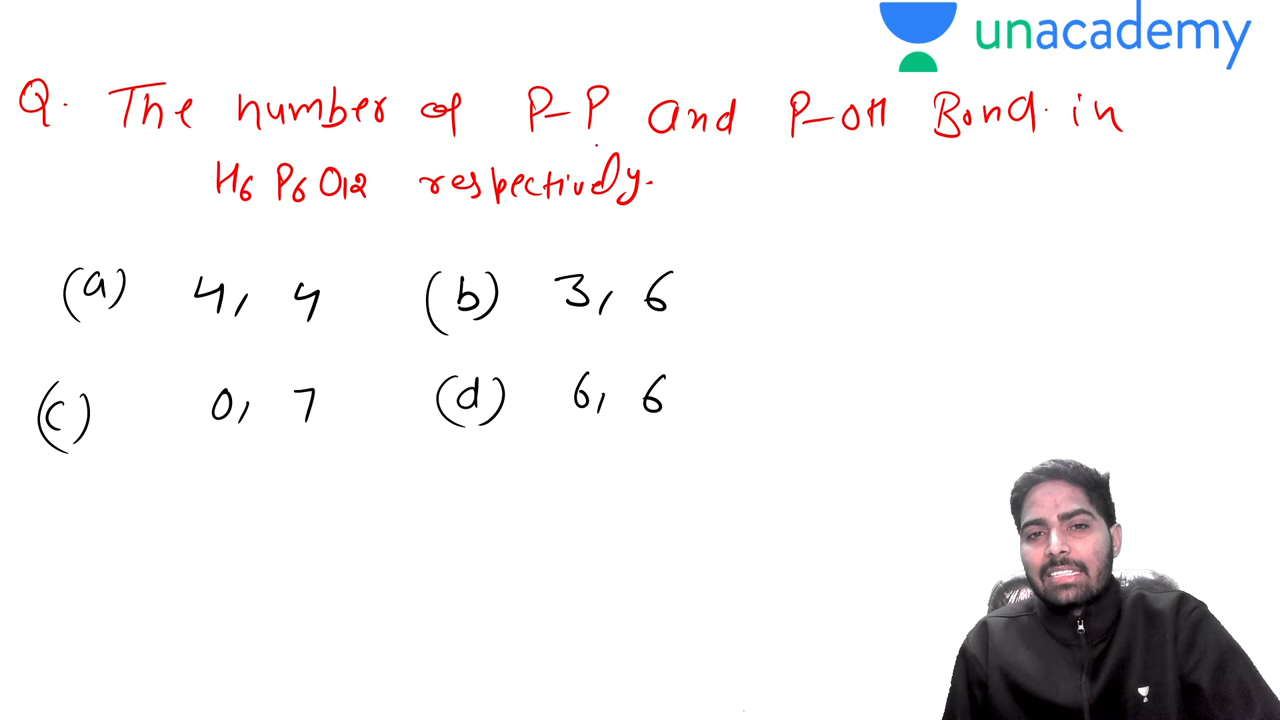 unacademy
Q. The number of P-P and P-OH Bond. in
H6 P6 O12 respectively.
(a) 4, 4 (b) 3, 6
(c) 0, 7 (d) 6, 6